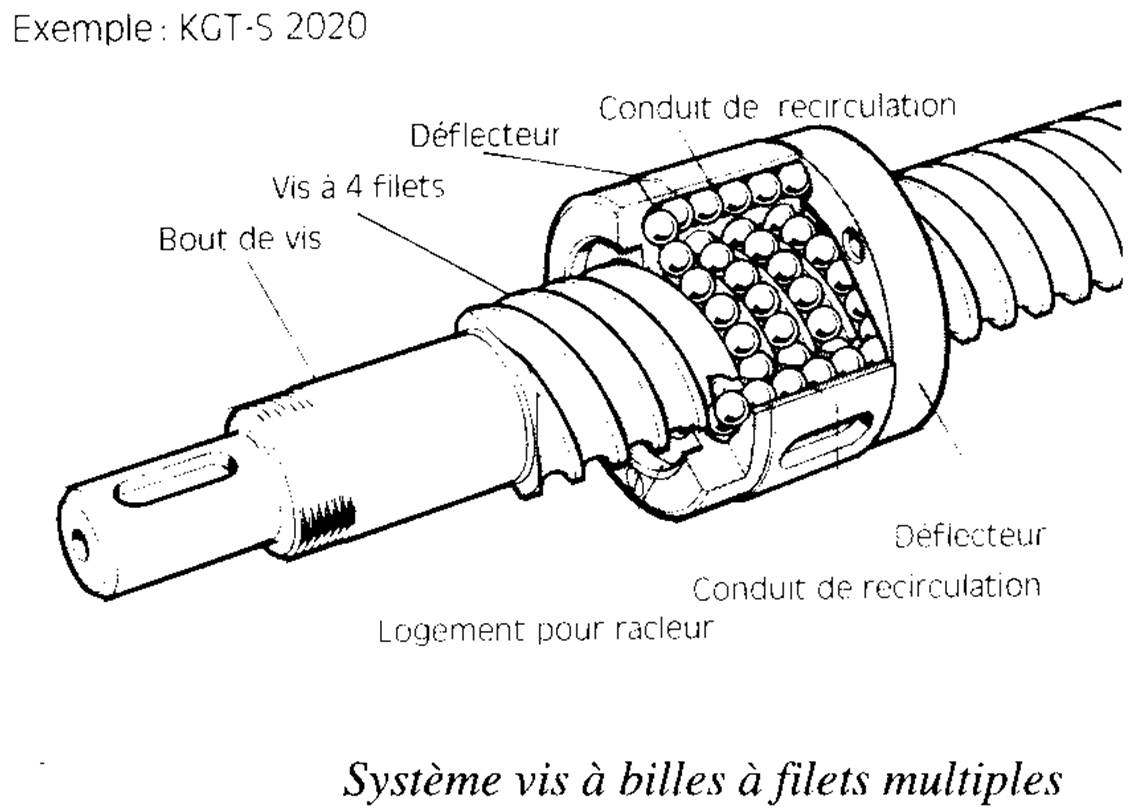 Exemple : KGT-S 2020
Conduit de recirculation
Déflecteur
Vis à 4 filets
Bout de vis
Déflecteur
Conduit de recirculation
Logement pour racleur
Système vis à billes à filets multiples